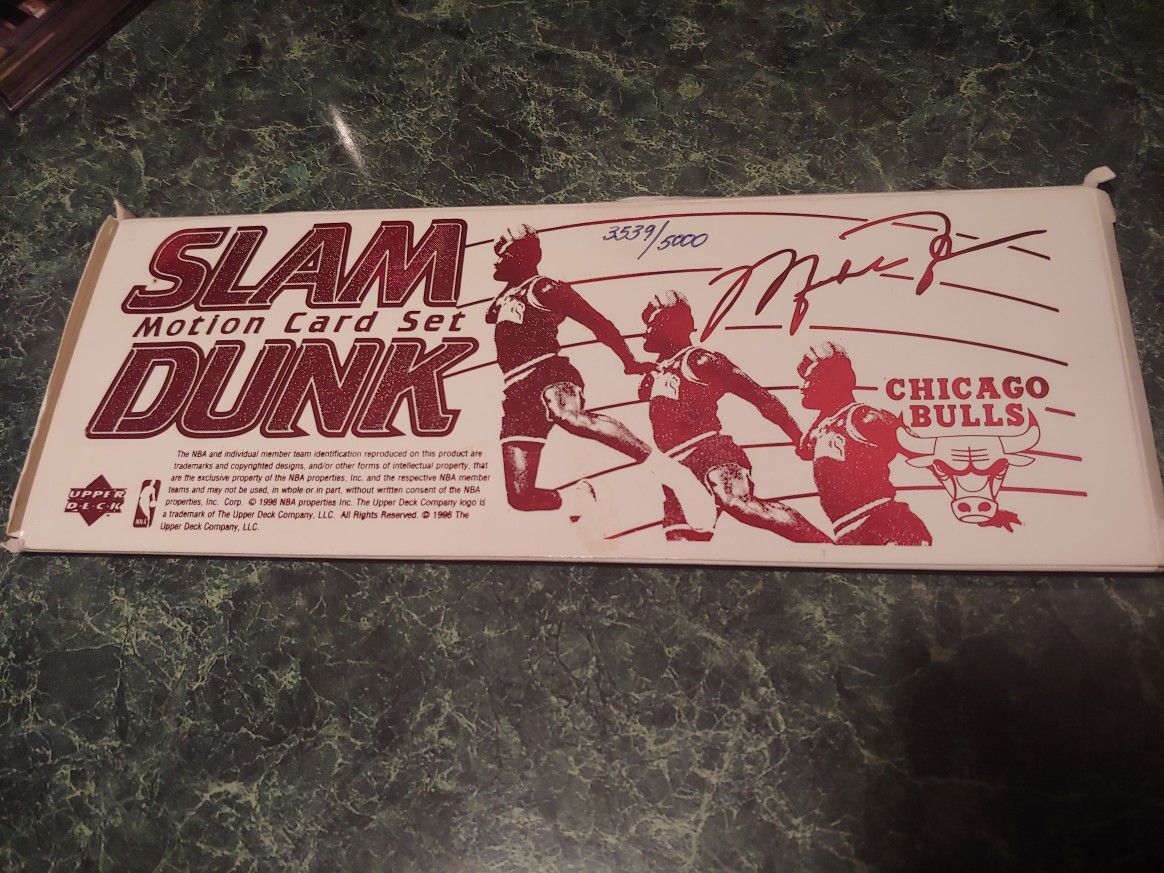 SLAM
Motion Card Set
DUNK
3539/5000
CHICAGO
BULLS
The NBA and individual member team identification reproduced on this product are
trademarks and copyrighted designs, and/or other forms of intellectual property, that
are the exclusive property of the NBA properties, Inc. and the respective NBA member
teams and may not be used, in whole or in part, without written consent of the NBA
properties, Inc. Corp. © 1996 NBA properties Inc. The Upper Deck Company logo is
a trademark of The Upper Deck Company, LLC. All Rights Reserved. © 1996 The
Upper Deck Company, LLC.
UPPER
DECK
NBA